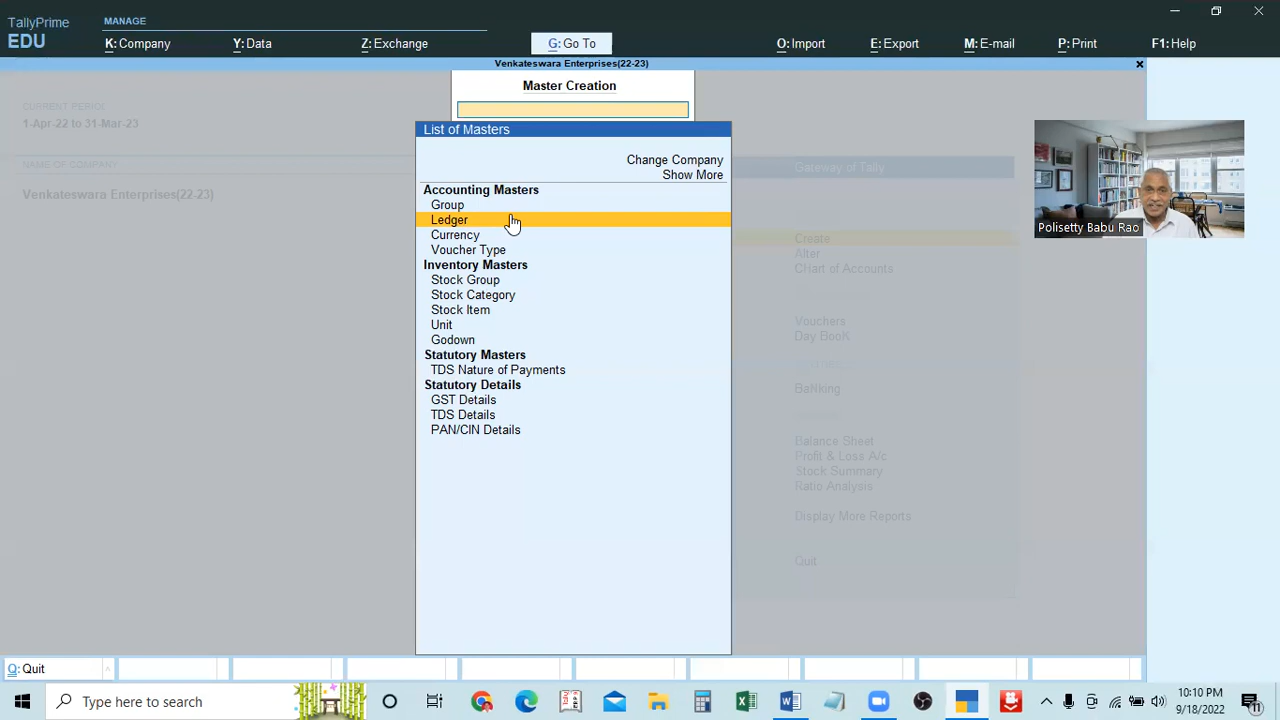 TallyPrime
EDU
MANAGE
K: Company
Y: Data
Z: Exchange
G: Go To
O: Import
E: Export
M: E-mail
P: Print
F1: Help
Venkateswara Enterprises(22-23)
Master Creation
CURRENT PERIOD
1-Apr-22 to 31-Mar-23
NAME OF COMPANY
Venkateswara Enterprises(22-23)
List of Masters
Change Company
Show More
Accounting Masters
Group
Ledger
Currency
Voucher Type
Inventory Masters
Stock Group
Stock Category
Stock Item
Unit
Godown
Statutory Masters
TDS Nature of Payments
Statutory Details
GST Details
TDS Details
PAN/CIN Details
Gateway of Tally
Create
Alter
CHart of Accounts
Vouchers
Day BooK
BaNking
Balance Sheet
Profit & Loss A/c
Stock Summary
Ratio Analysis
Display More Reports
Quit
Polisetty Babu Rao
Q: Quit
Type here to search
10:10 PM
9/18/2022